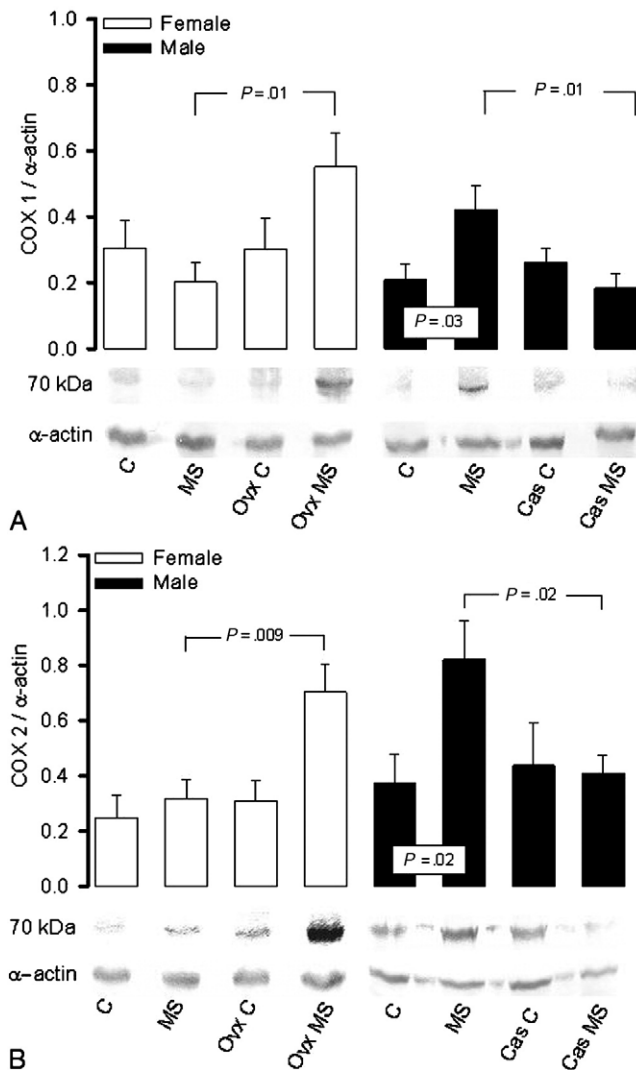 1.0
Female
Male
0.8
P = .01
P = .01
0.6
COX 1 / α-actin
0.4
0.2
P = .03
0.0
70 kDa
α-actin
C
MS
Ovx C
Ovx MS
C
MS
Cas C
Cas MS
A
1.2
Female
Male
1.0
P = .02
P = .009
0.8
COX 2 / α-actin
0.6
0.4
0.2
P = .02
0.0
70 kDa
α-actin
C
MS
Ovx C
Ovx MS
C
MS
Cas C
Cas MS
B